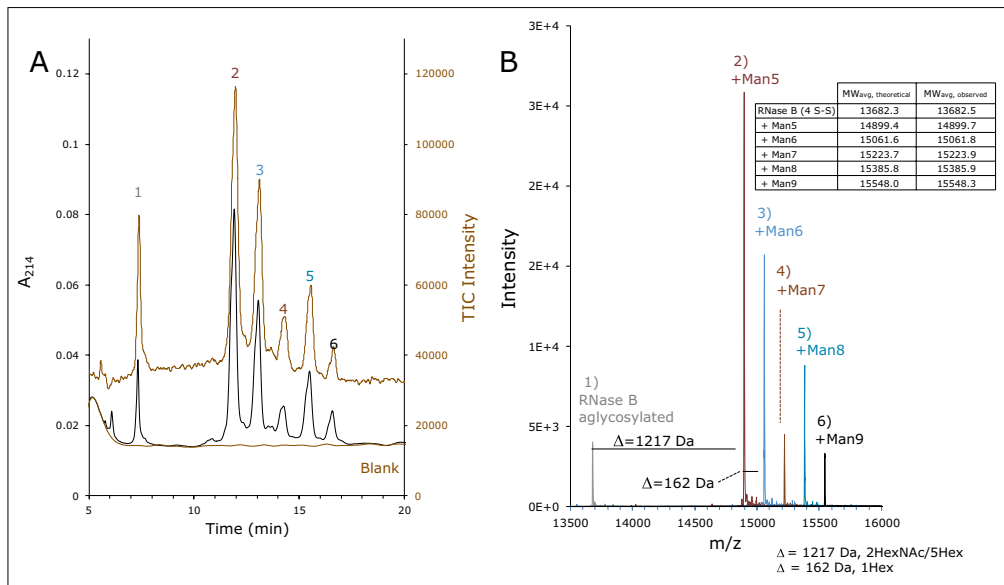 A
A₂₁₄
0.12
0.1
0.08
0.06
0.04
0.02
0
1
2
3
4
5
6
120000
100000
80000
60000
40000
20000
0
TIC Intensity
Blank
5
10
15
20
Time (min)
B
Intensity
3E+4
3E+4
2E+4
2E+4
1E+4
5E+3
0E+0
2)
+Man5
3)
+Man6
4)
+Man7
5)
+Man8
6)
+Man9
1)
RNase B
aglycosylated
Δ=1217 Da
Δ=162 Da
MWavg, theoretical MWavg, observed
RNase B (4 S-S) 13682.3 13682.5
+ Man5 14899.4 14899.7
+ Man6 15061.6 15061.8
+ Man7 15223.7 15223.9
+ Man8 15385.8 15385.9
+ Man9 15548.0 15548.3
13500
14000
14500
15000
15500
16000
m/z
Δ = 1217 Da, 2HexNAc/5Hex
Δ = 162 Da, 1Hex